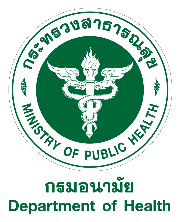 กระทรวงสาธารณสุข
MINISTRY OF PUBLIC HEALTH
กรมอนามัย
Department of Health